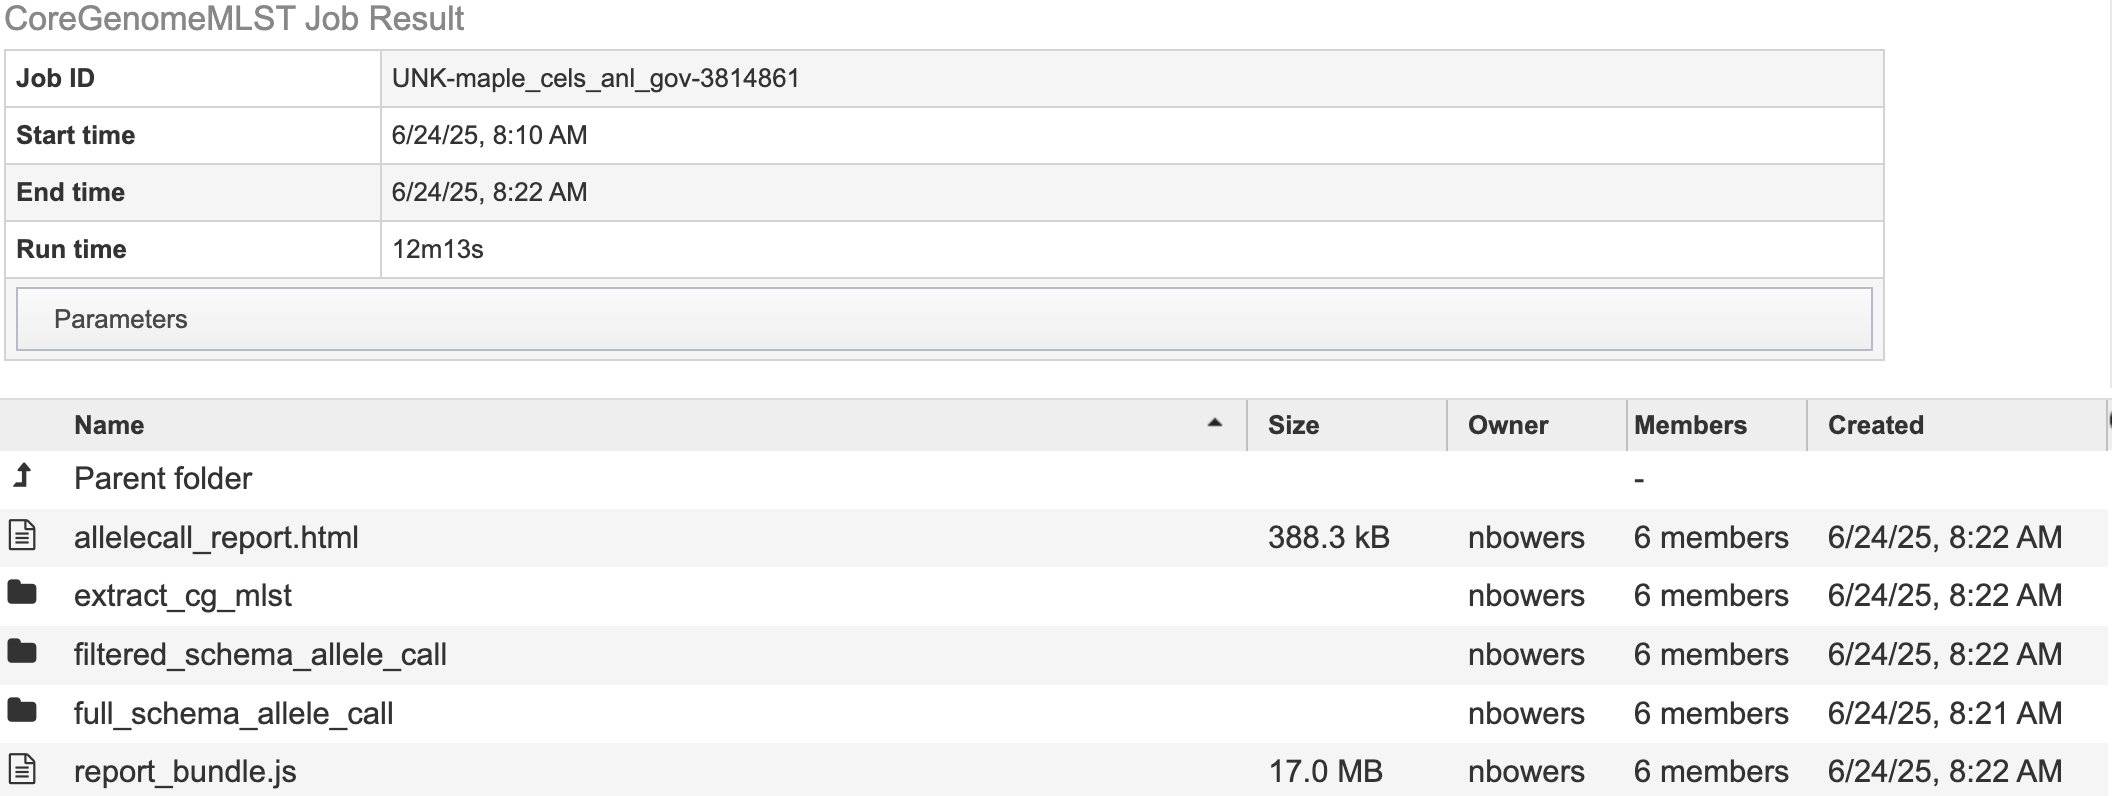 CoreGenomeMLST Job Result
Job ID UNK-maple_cels_anl_gov-3814861
Start time 6/24/25, 8:10 AM
End time 6/24/25, 8:22 AM
Run time 12m13s
Parameters
Name Size Owner Members Created
Parent folder -
allelecall_report.html 388.3 kB nbowers 6 members 6/24/25, 8:22 AM
extract_cg_mlst nbowers 6 members 6/24/25, 8:22 AM
filtered_schema_allele_call nbowers 6 members 6/24/25, 8:22 AM
full_schema_allele_call nbowers 6 members 6/24/25, 8:21 AM
report_bundle.js 17.0 MB nbowers 6 members 6/24/25, 8:22 AM